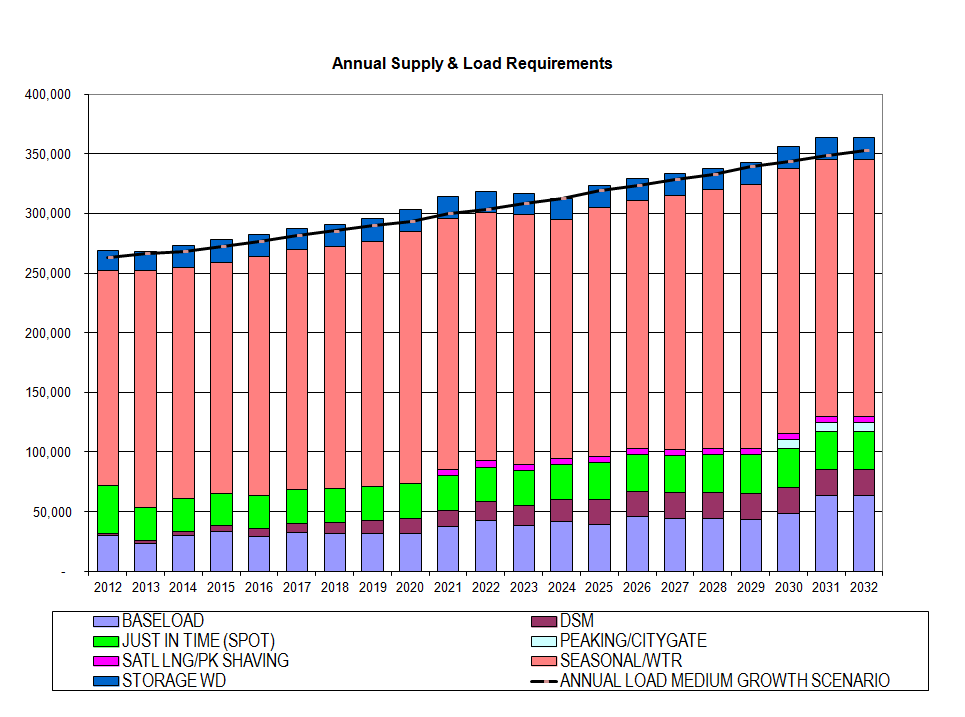 Annual Supply & Load Requirements
400,000
350,000
300,000
250,000
200,000
150,000
100,000
50,000
-
2012 2013 2014 2015 2016 2017 2018 2019 2020 2021 2022 2023 2024 2025 2026 2027 2028 2029 2030 2031 2032
BASELOAD DSM
JUST IN TIME (SPOT) PEAKING/CITYGATE
SATL LNG/PK SHAVING SEASONAL/WTR
STORAGE WD ANNUAL LOAD MEDIUM GROWTH SCENARIO